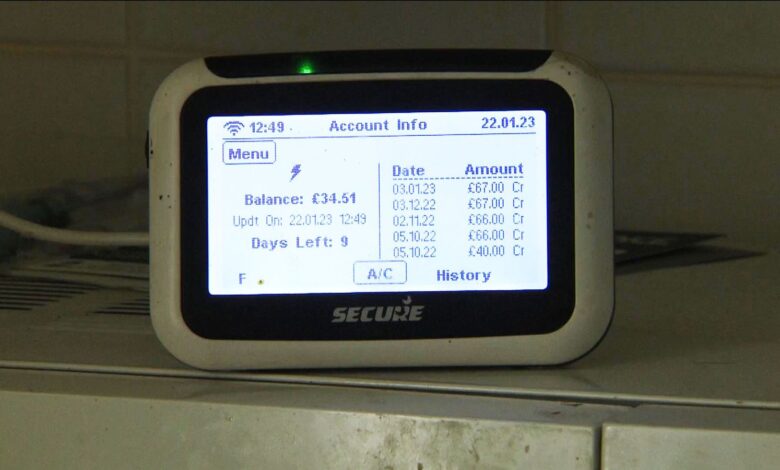 12:49 Account Info 22.01.23
Menu
Balance: £34.51
Updt On: 22.01.23 12:49
Days Left: 9
Date Amount
03.01.23 £67.00 Cr
03.12.22 £67.00 Cr
02.11.22 £66.00 Cr
05.10.22 £66.00 Cr
05.10.22 £40.00 Cr
F A/C History
SECURE